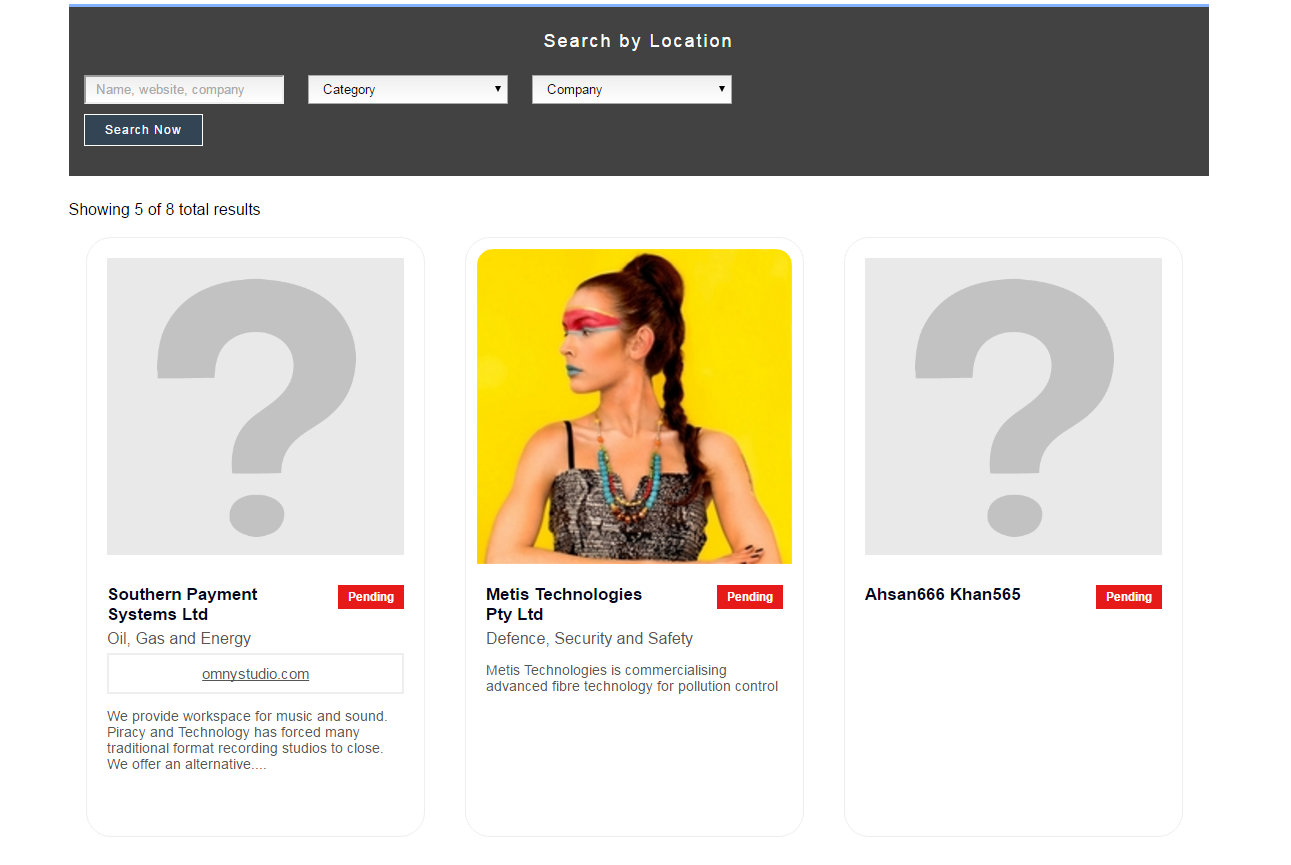 Search by Location
Name, website, company
Category
Company
Search Now
Showing 5 of 8 total results
Southern Payment
Systems Ltd
Pending
Oil, Gas and Energy
omnystudio.com
We provide workspace for music and sound.
Piracy and Technology has forced many
traditional format recording studios to close.
We offer an alternative....
Metis Technologies
Pty Ltd
Pending
Defence, Security and Safety
Metis Technologies is commercialising
advanced fibre technology for pollution control
Ahsan666 Khan565
Pending